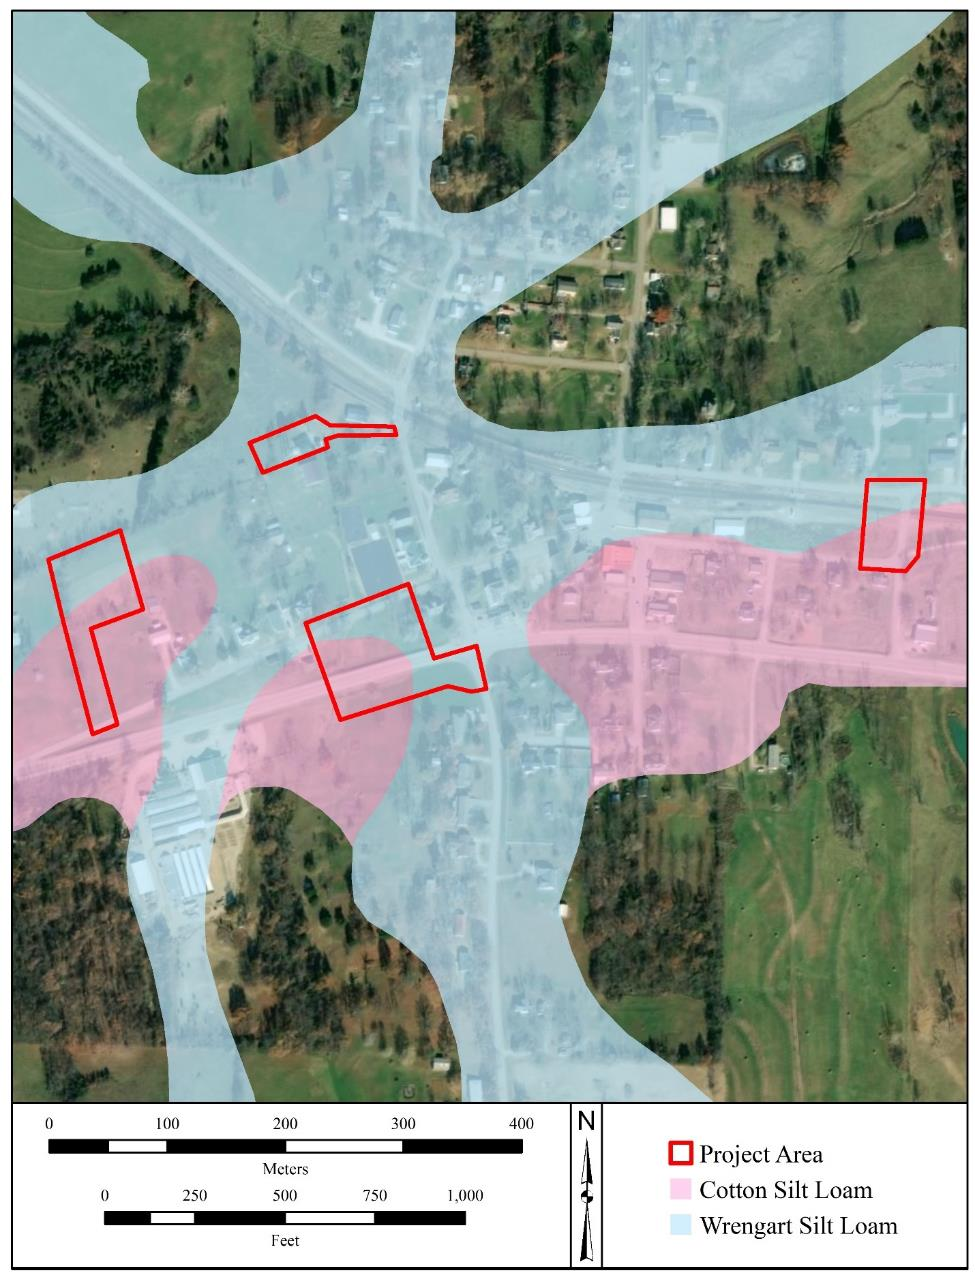 0 100 200 300 400
Meters
0 250 500 750 1,000
Feet
N
Project Area
Cotton Silt Loam
Wrengart Silt Loam